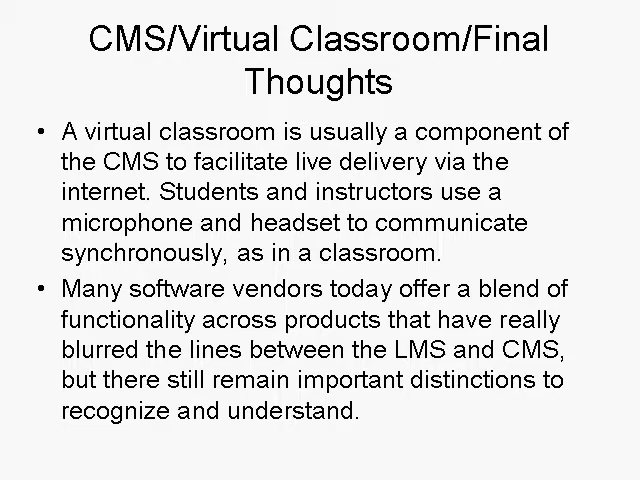 CMS/Virtual Classroom/Final
Thoughts
• A virtual classroom is usually a component of
the CMS to facilitate live delivery via the
internet. Students and instructors use a
microphone and headset to communicate
synchronously, as in a classroom.
• Many software vendors today offer a blend of
functionality across products that have really
blurred the lines between the LMS and CMS,
but there still remain important distinctions to
recognize and understand.